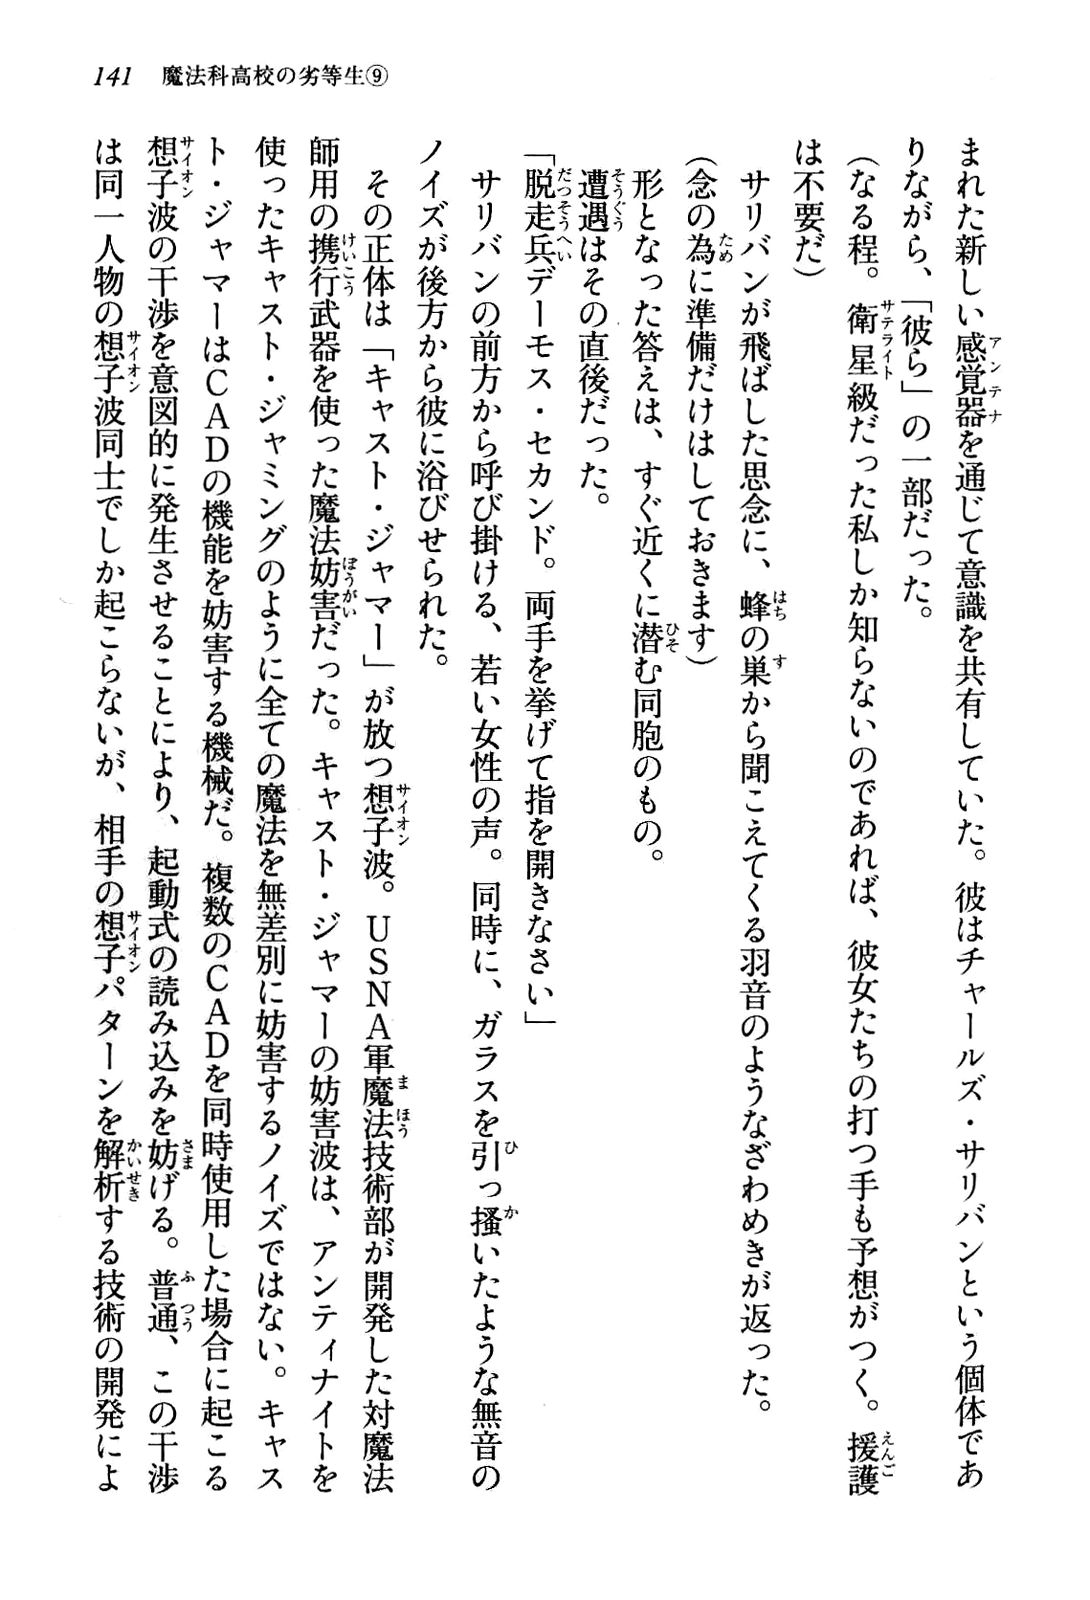 141 魔法科高校の劣等生⑨
まれた新しい感覚器を通じて意識を共有していた。彼はチャールズ・サリバンという個体であ
りながら、「彼ら」の一部だった。
(なる程。衛星級だった私しか知らないのであれば、彼女たちの打つ手も予想がつく。援護
は不要だ)
　サリバンが飛ばした思念に、蜂の巣から聞こえてくる羽音のようなざわめきが返った。
(念の為に準備だけはしておきます)
　形となった答えは、すぐ近くに潜む同胞のもの。
　遭遇はその直後だった。
「脱走兵デーモス・セカンド。両手を挙げて指を開きなさい」
　サリバンの前方から呼び掛ける、若い女性の声。同時に、ガラスを引っ掻いたような無音の
ノイズが後方から彼に浴びせられた。
　その正体は「キャスト・ジャマー」が放つ想子波。ＵＳＮＡ軍魔法技術部が開発した対魔法
師用の携行武器を使った魔法妨害だった。キャスト・ジャマーの妨害波は、アンティナイトを
使ったキャスト・ジャミングのように全ての魔法を無差別に妨害するノイズではない。キャス
ト・ジャマーはＣＡＤの機能を妨害する機械だ。複数のＣＡＤを同時使用した場合に起こる
想子波の干渉を意図的に発生させることにより、起動式の読み込みを妨げる。普通、この干渉
は同一人物の想子波同士でしか起こらないが、相手の想子パターンを解析する技術の開発によ